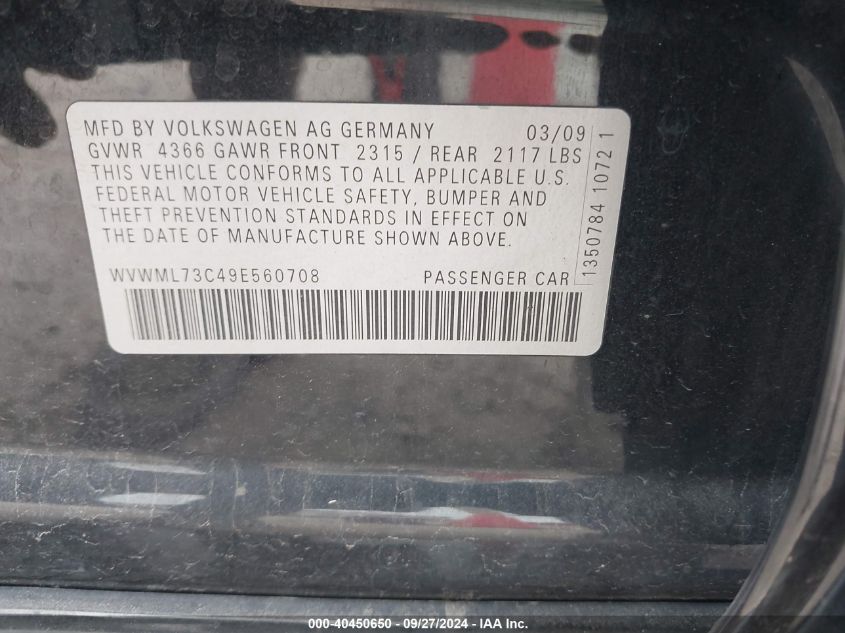 MFD BY VOLKSWAGEN AG GERMANY 03/09
GVWR 4366 GAWR FRONT 2315 / REAR 2117 LBS
THIS VEHICLE CONFORMS TO ALL APPLICABLE U.S.
FEDERAL MOTOR VEHICLE SAFETY, BUMPER AND
THEFT PREVENTION STANDARDS IN EFFECT ON
THE DATE OF MANUFACTURE SHOWN ABOVE.
WVWML73C49E560708 PASSENGER CAR
1350784 10721
000-40450650 - 09/27/2024 - IAA Inc.